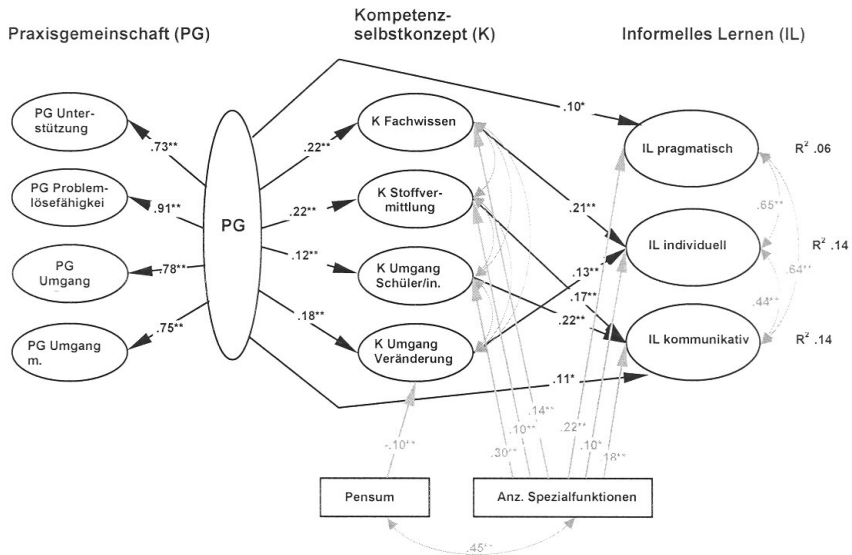 Praxisgemeinschaft (PG)
Kompetenz-
selbstkonzept (K)
Informelles Lernen (IL)
PG Unter-
stützung
PG Problem-
lösefähigkei
PG
Umgang
PG Umgang
m.
.73**
.91**
.78**
.75**
PG
.22**
.22**
.12**
.18**
K Fachwissen
K Stoffver-
mittlung
K Umgang
Schüler/in.
K Umgang
Veränderung
.10*
.21**
.13**
.17**
.22**
.11*
IL pragmatisch
IL individuell
IL kommunikativ
R² .06
R² .14
R² .14
.65**
.64**
.44**
-.10**
.30**
.10**
.14**
.22**
.10*
.18**
Pensum
Anz. Spezialfunktionen
.45**